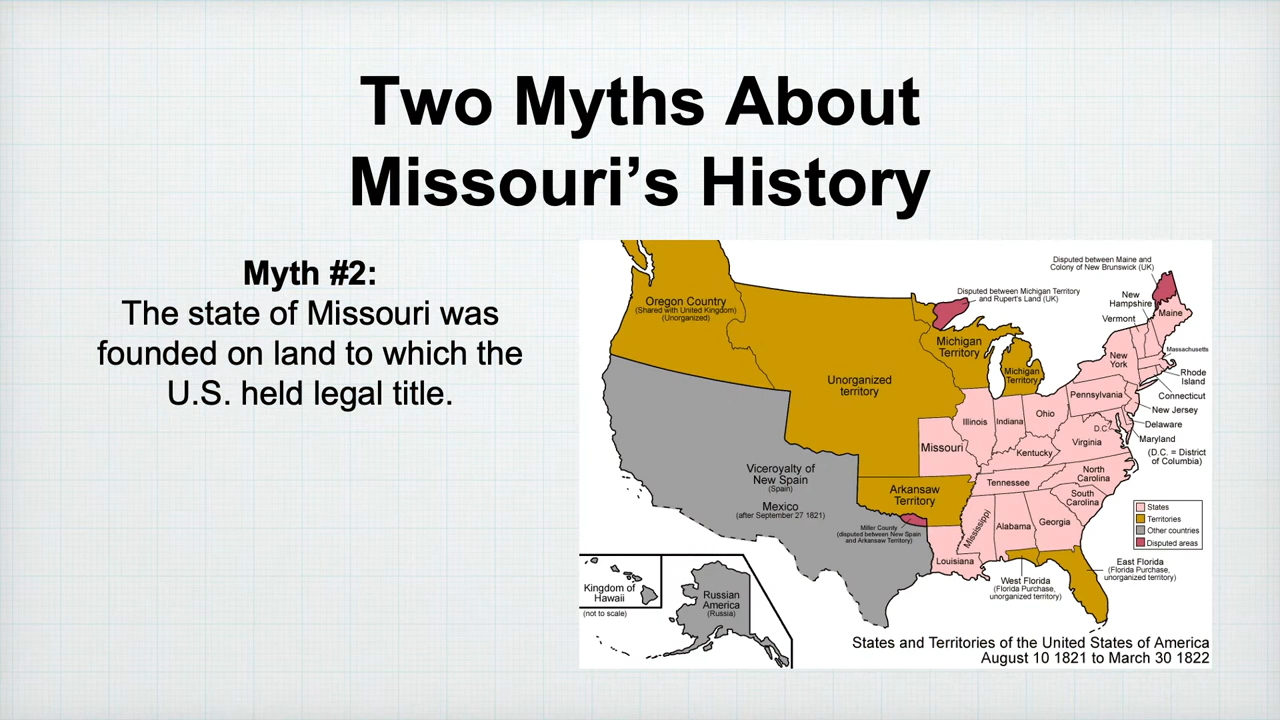 Two Myths About
Missouri's History
Myth #2:
The state of Missouri was
founded on land to which the
U.S. held legal title.
Disputed between Maine and
Colony of New Brunswick (UK)
Disputed between Michigan Territory
and Rupert's Land (UK)
New
Hampshire
Vermont
Maine
Massachusetts
Rhode
Island
Connecticut
New Jersey
Delaware
Maryland
(D.C. = District
of Columbia)
Oregon Country
(Shared with United Kingdom)
(Unorganized)
Unorganized
territory
Michigan
Territory
Michigan
Territory
New
York
Pennsylvania
Illinois
Indiana
Ohio
D.C.
Virginia
Missouri
Kentucky
North
Carolina
Tennessee
South
Carolina
Arkansaw
Territory
Mississippi
Alabama
Georgia
Louisiana
Viceroyalty of
New Spain
(Spain)
Mexico
(after September 27 1821)
Miller County
(disputed between New Spain
and Arkansaw Territory)
States
Territories
Other countries
Disputed areas
West Florida
(Florida Purchase,
unorganized territory)
East Florida
(Florida Purchase,
unorganized territory)
Kingdom of
Hawaii
(not to scale)
Russian
America
(Russia)
States and Territories of the United States of America
August 10 1821 to March 30 1822